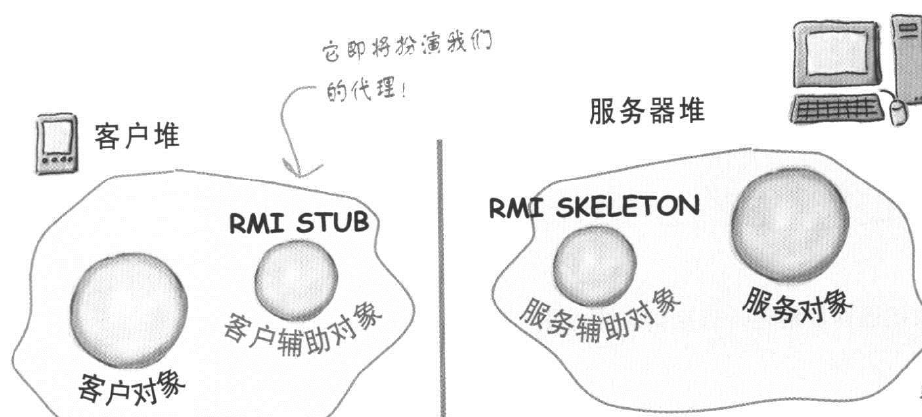 它即将扮演我们
的代理！
客户堆
服务器堆
RMI STUB
RMI SKELETON
客户辅助对象
客户对象
服务辅助对象
服务对象